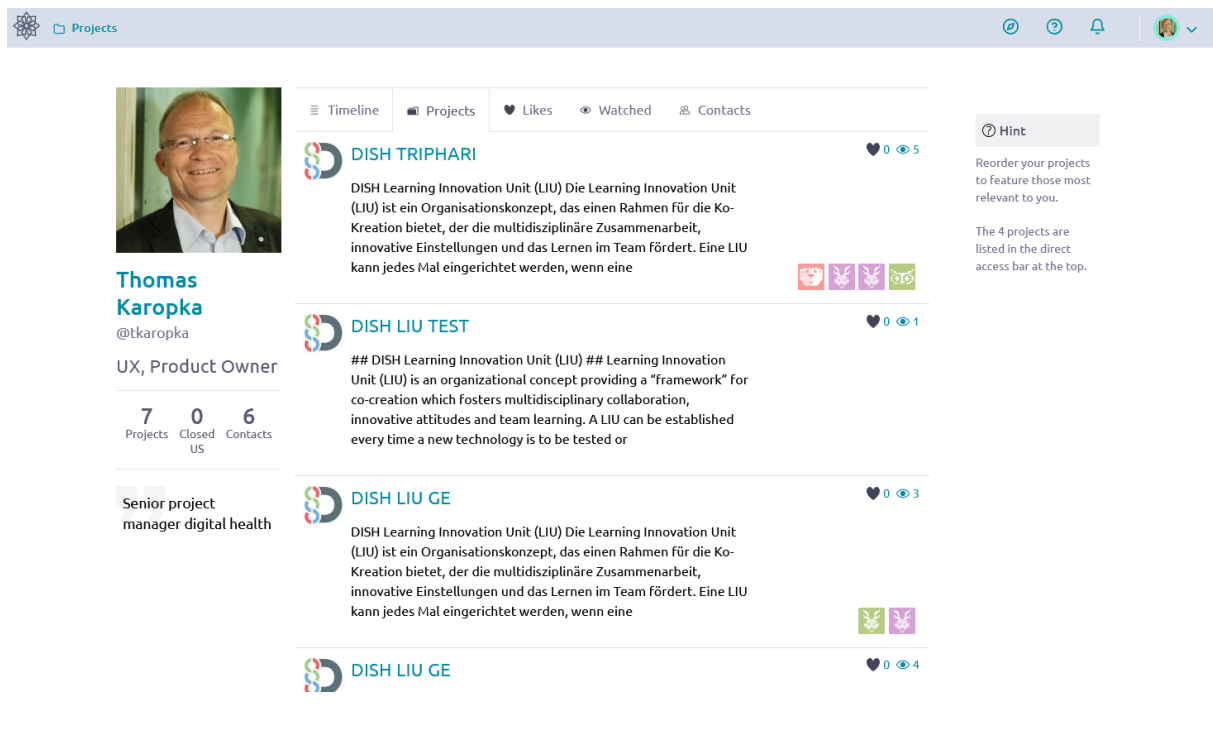 Projects
Timeline
Projects
Likes
Watched
Contacts
Thomas
Karopka
@tkaropka
UX, Product Owner
7
Projects
0
Closed
US
6
Contacts
Senior project
manager digital health
DISH TRIPHARI
0 5
DISH Learning Innovation Unit (LIU) Die Learning Innovation Unit
(LIU) ist ein Organisationskonzept, das einen Rahmen für die Ko-
Kreation bietet, der die multidisziplinäre Zusammenarbeit,
innovative Einstellungen und das Lernen im Team fördert. Eine LIU
kann jedes Mal eingerichtet werden, wenn eine
DISH LIU TEST
0 1
## DISH Learning Innovation Unit (LIU) ## Learning Innovation
Unit (LIU) is an organizational concept providing a “framework” for
co-creation which fosters multidisciplinary collaboration,
innovative attitudes and team learning. A LIU can be established
every time a new technology is to be tested or
DISH LIU GE
0 3
DISH Learning Innovation Unit (LIU) Die Learning Innovation Unit
(LIU) ist ein Organisationskonzept, das einen Rahmen für die Ko-
Kreation bietet, der die multidisziplinäre Zusammenarbeit,
innovative Einstellungen und das Lernen im Team fördert. Eine LIU
kann jedes Mal eingerichtet werden, wenn eine
DISH LIU GE
0 4
Hint
Reorder your projects
to feature those most
relevant to you.
The 4 projects are
listed in the direct
access bar at the top.